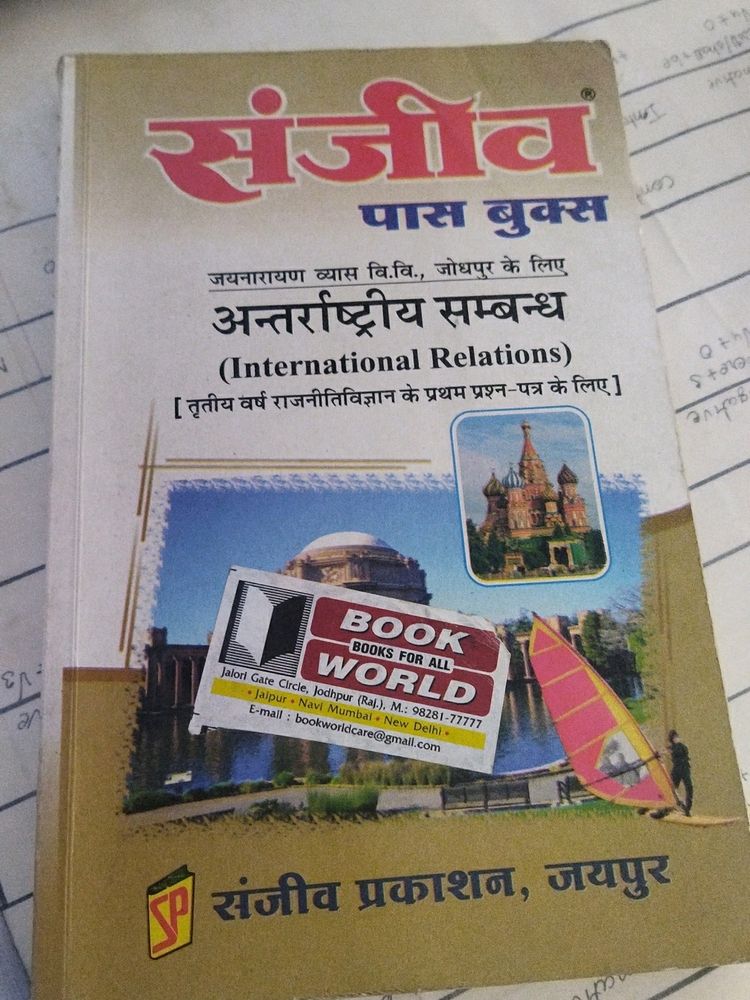 संजीव®
पास बुक्स
जयनारायण व्यास वि.वि., जोधपुर के लिए
अन्तर्राष्ट्रीय सम्बन्ध
(International Relations)
[ तृतीय वर्ष राजनीतिविज्ञान के प्रथम प्रश्न-पत्र के लिए ]
BOOK
BOOKS FOR ALL
WORLD
Jalori Gate Circle, Jodhpur (Raj.), M.: 98281-77777
• Jaipur • Navi Mumbai • New Delhi •
E-mail : bookworldcare@gmail.com
SP
संजीव प्रकाशन, जयपुर